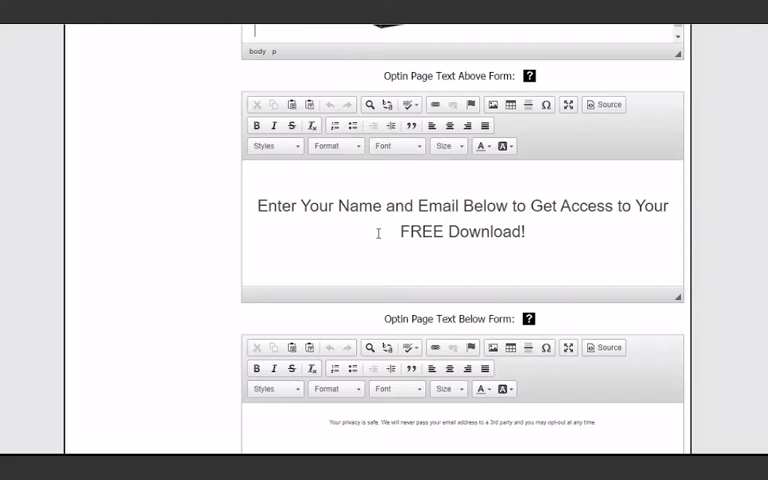 body p
Optin Page Text Above Form: ?
Source
B I S Tx
Styles Format Font Size A A
Enter Your Name and Email Below to Get Access to Your
FREE Download!
Optin Page Text Below Form: ?
Source
B I S Tx
Styles Format Font Size A A
Your privacy is safe. We will never pass your email address to a 3rd party and you may opt-out at any time.